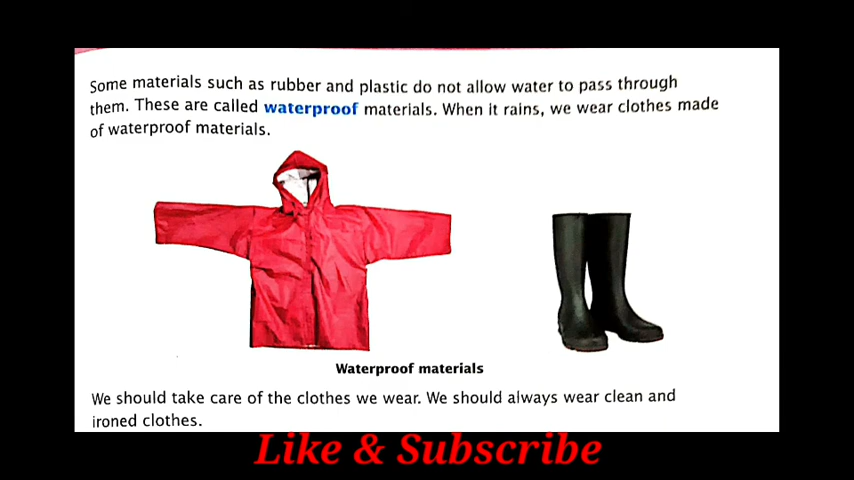 Some materials such as rubber and plastic do not allow water to pass through
them. These are called waterproof materials. When it rains, we wear clothes made
of waterproof materials.
Waterproof materials
We should take care of the clothes we wear. We should always wear clean and
ironed clothes.
Like & Subscribe